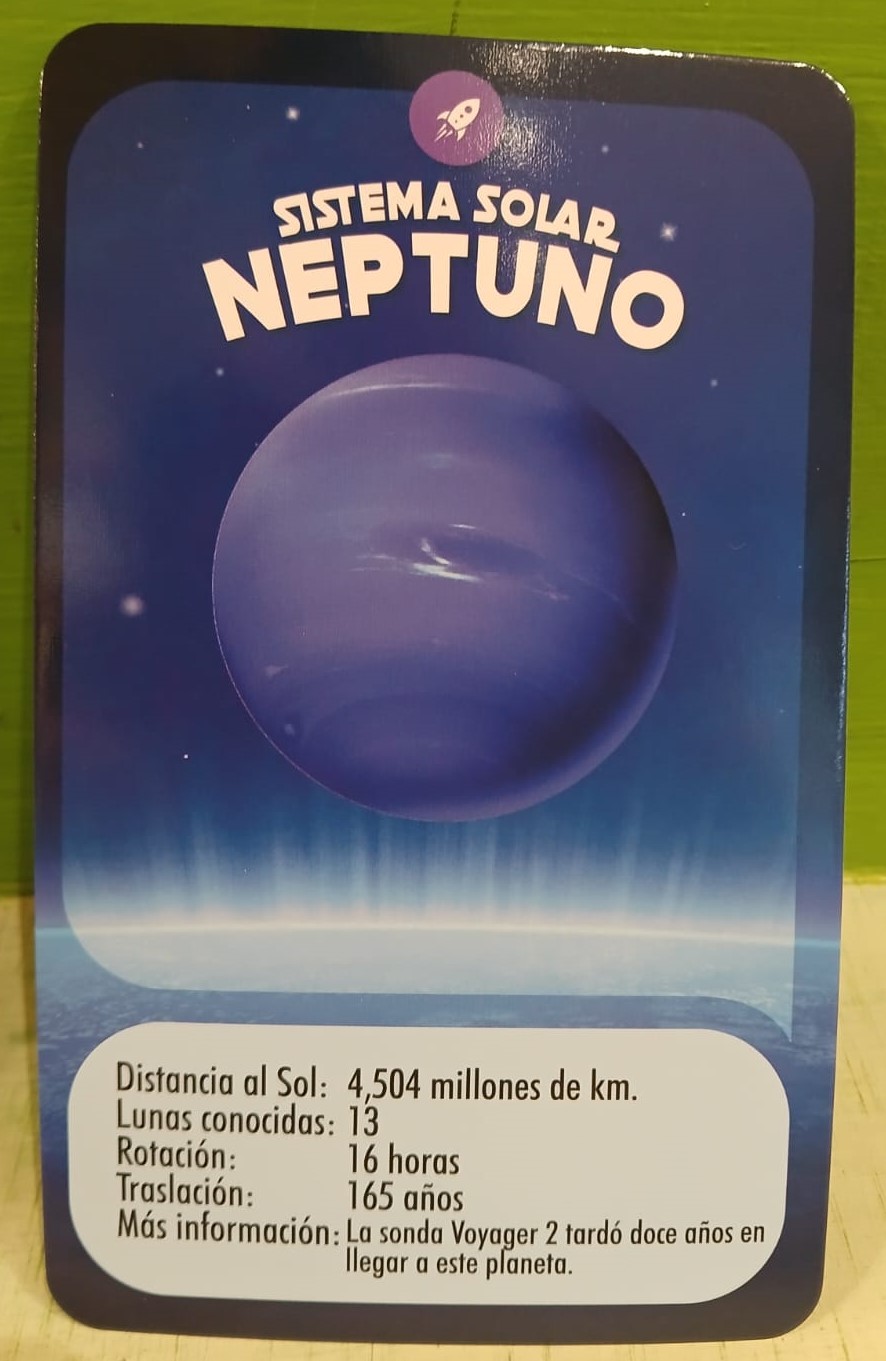 SISTEMA SOLAR
NEPTUNO
Distancia al Sol: 4,504 millones de km.
Lunas conocidas: 13
Rotación: 16 horas
Traslación: 165 años
Más información: La sonda Voyager 2 tardó doce años en
llegar a este planeta.